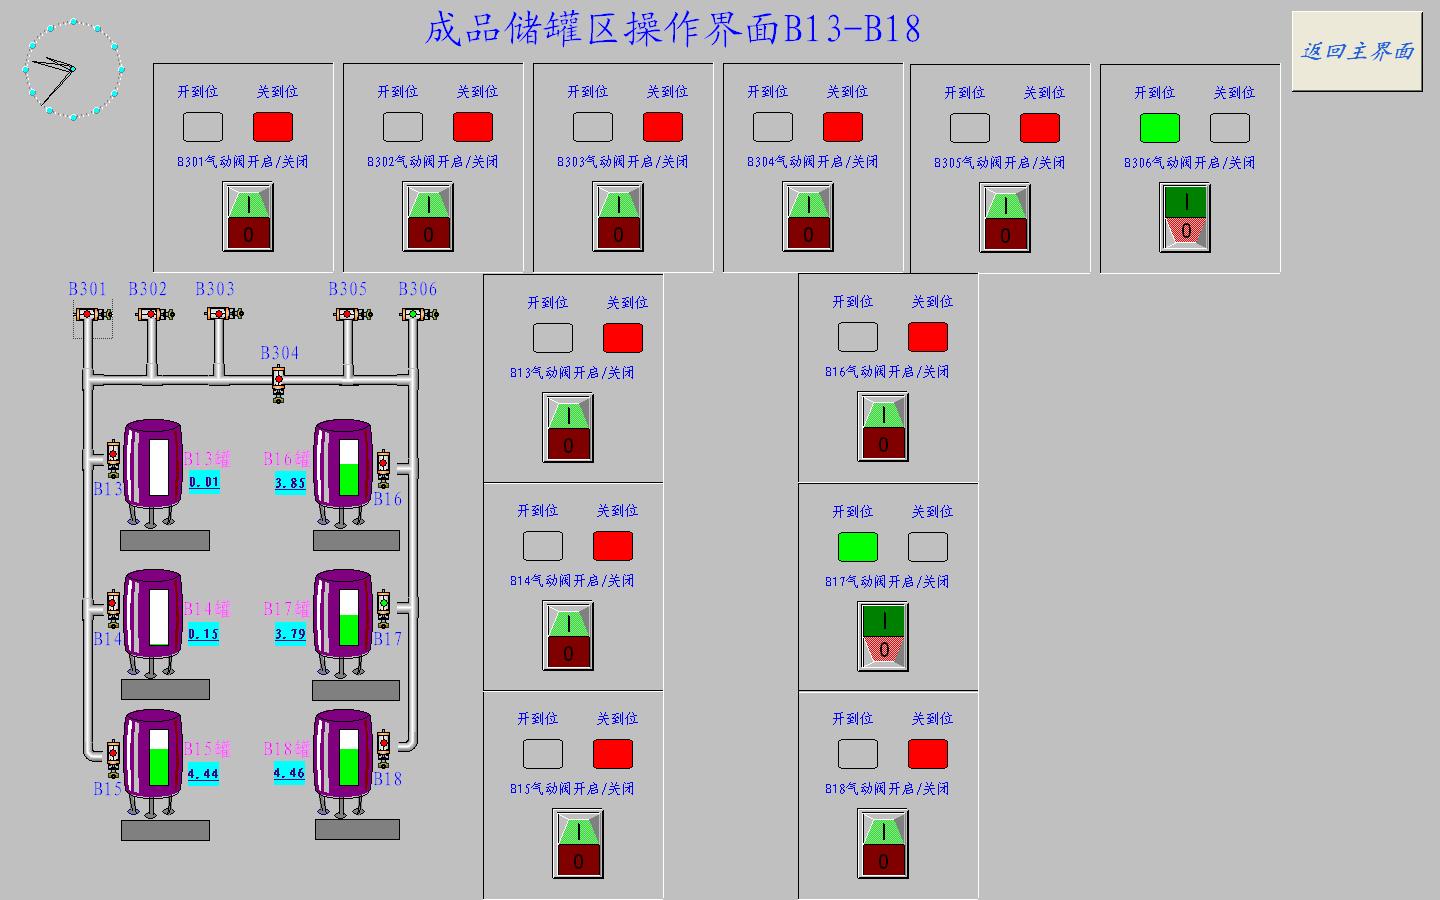 成品储罐区操作界面B13-B18
返回主界面
开到位 关到位
B301气动阀开启/关闭
I
0
开到位 关到位
B302气动阀开启/关闭
I
0
开到位 关到位
B303气动阀开启/关闭
I
0
开到位 关到位
B304气动阀开启/关闭
I
0
开到位 关到位
B305气动阀开启/关闭
I
0
开到位 关到位
B306气动阀开启/关闭
I
0
B301 B302 B303 B305 B306
B304
B13罐
0.01
B13
B16罐
3.85
B16
B14罐
0.15
B14
B17罐
3.79
B17
B15罐
4.44
B15
B18罐
4.46
B18
开到位 关到位
B13气动阀开启/关闭
I
0
开到位 关到位
B16气动阀开启/关闭
I
0
开到位 关到位
B14气动阀开启/关闭
I
0
开到位 关到位
B17气动阀开启/关闭
I
0
开到位 关到位
B15气动阀开启/关闭
I
0
开到位 关到位
B18气动阀开启/关闭
I
0